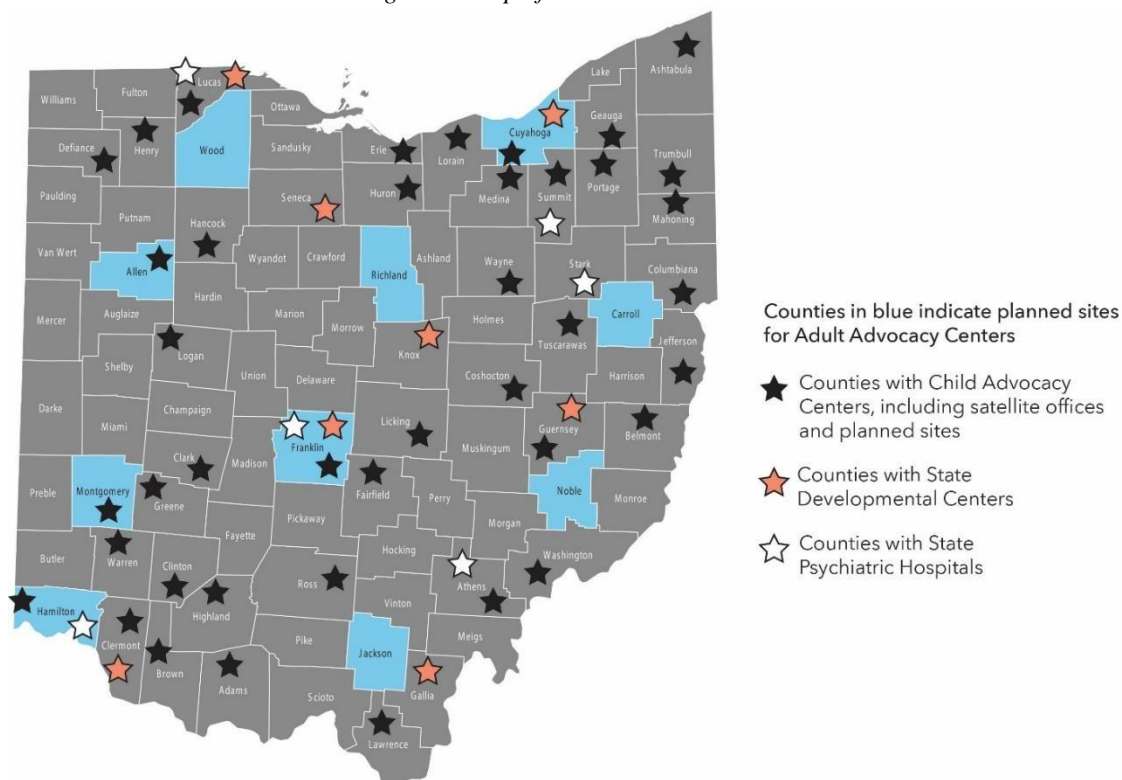 Ashtabula
Lake
Lucas
Williams
Fulton
Ottawa
Geauga
Cuyahoga
Defiance
Henry
Wood
Sandusky
Erie
Lorain
Trumbull
Paulding
Seneca
Huron
Medina
Summit
Portage
Mahoning
Putnam
Hancock
Van Wert
Allen
Wyandot
Crawford
Richland
Ashland
Wayne
Stark
Columbiana
Hardin
Mercer
Auglaize
Marion
Morrow
Holmes
Carroll
Tuscarawas
Jefferson
Logan
Knox
Shelby
Union
Delaware
Coshocton
Harrison
Darke
Champaign
Miami
Licking
Guernsey
Belmont
Franklin
Muskingum
Clark
Madison
Preble
Montgomery
Greene
Fairfield
Perry
Noble
Monroe
Pickaway
Morgan
Fayette
Hocking
Washington
Butler
Warren
Clinton
Ross
Athens
Vinton
Hamilton
Highland
Clermont
Pike
Jackson
Meigs
Brown
Adams
Scioto
Gallia
Lawrence
Counties in blue indicate planned sites
for Adult Advocacy Centers
Counties with Child Advocacy
Centers, including satellite offices
and planned sites
Counties with State
Developmental Centers
Counties with State
Psychiatric Hospitals